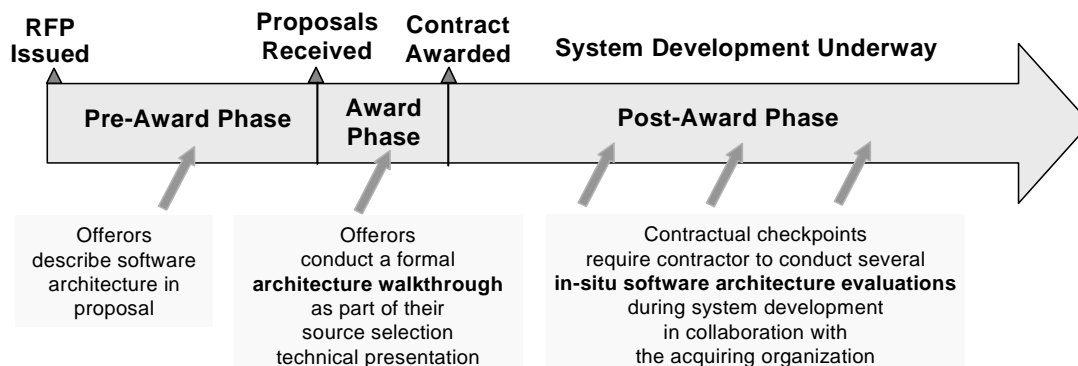 RFP
Issued
Proposals
Received
Contract
Awarded
System Development Underway
Pre-Award Phase
Award
Phase
Post-Award Phase
Offerors
describe software
architecture in
proposal
Offerors
conduct a formal
architecture walkthrough
as part of their
source selection
technical presentation
Contractual checkpoints
require contractor to conduct several
in-situ software architecture evaluations
during system development
in collaboration with
the acquiring organization